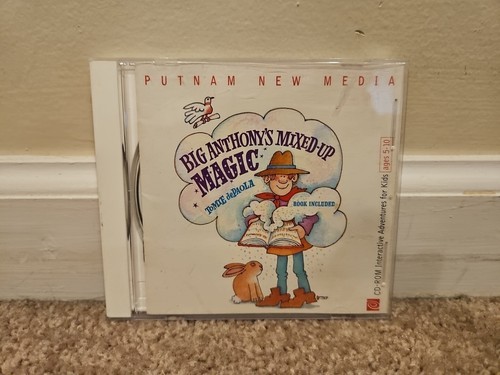 PUTNAM NEW MEDIA
BIG ANTHONY'S MIXED-UP
MAGIC
TOMIE dePAOLA
BOOK INCLUDED
CD-ROM Interactive Adventures for Kids ages 5-10